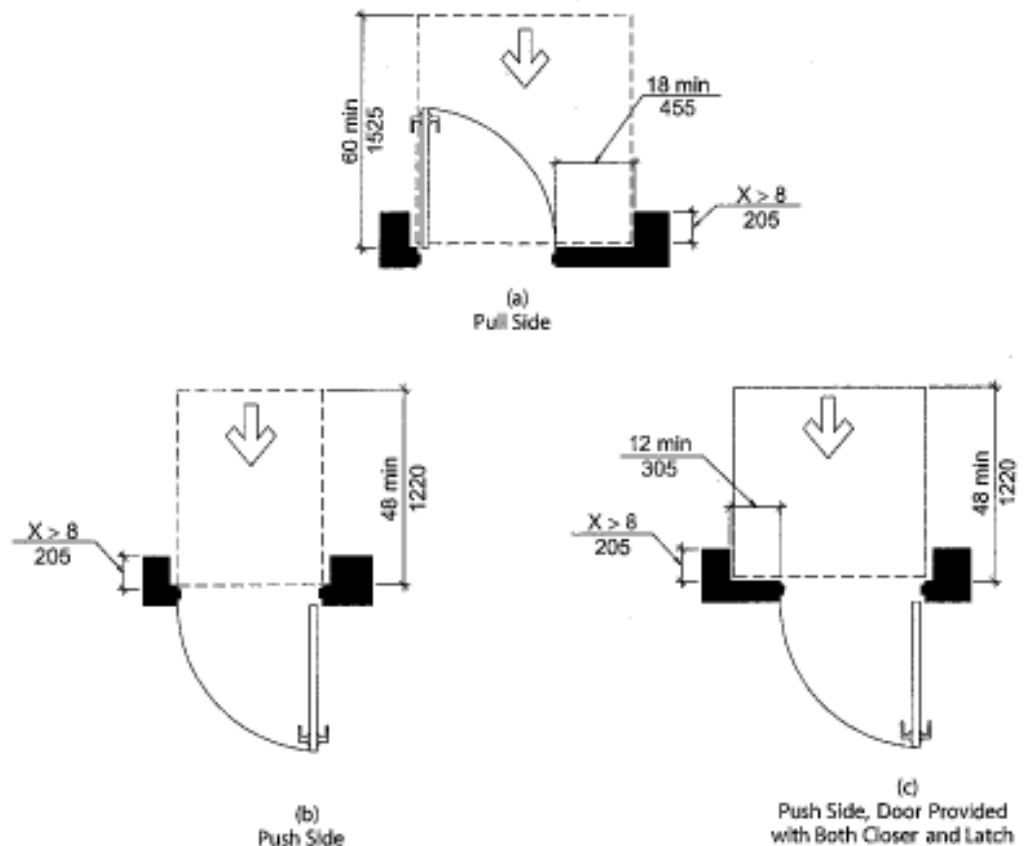 60 min
1525
18 min
455
X > 8
205
(a)
Pull Side
X > 8
205
48 min
1220
(b)
Push Side
12 min
305
X > 8
205
48 min
1220
(c)
Push Side, Door Provided
with Both Closer and Latch